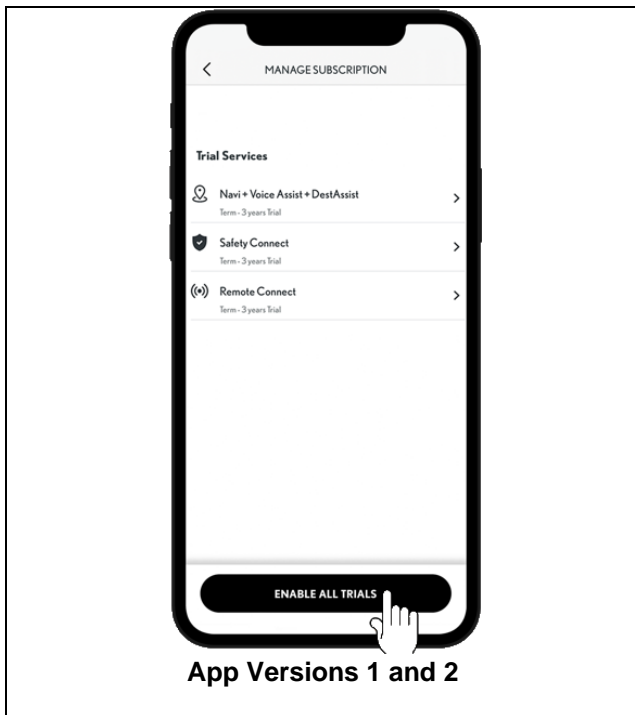 MANAGE SUBSCRIPTION
Trial Services
Navi + Voice Assist + DestAssist
Term - 3 years Trial
Safety Connect
Term - 3 years Trial
Remote Connect
Term - 3 years Trial
ENABLE ALL TRIALS
App Versions 1 and 2